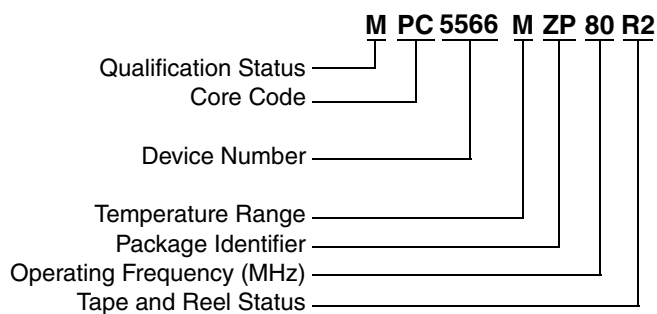 M PC 5566 M ZP 80 R2
Qualification Status
Core Code
Device Number
Temperature Range
Package Identifier
Operating Frequency (MHz)
Tape and Reel Status